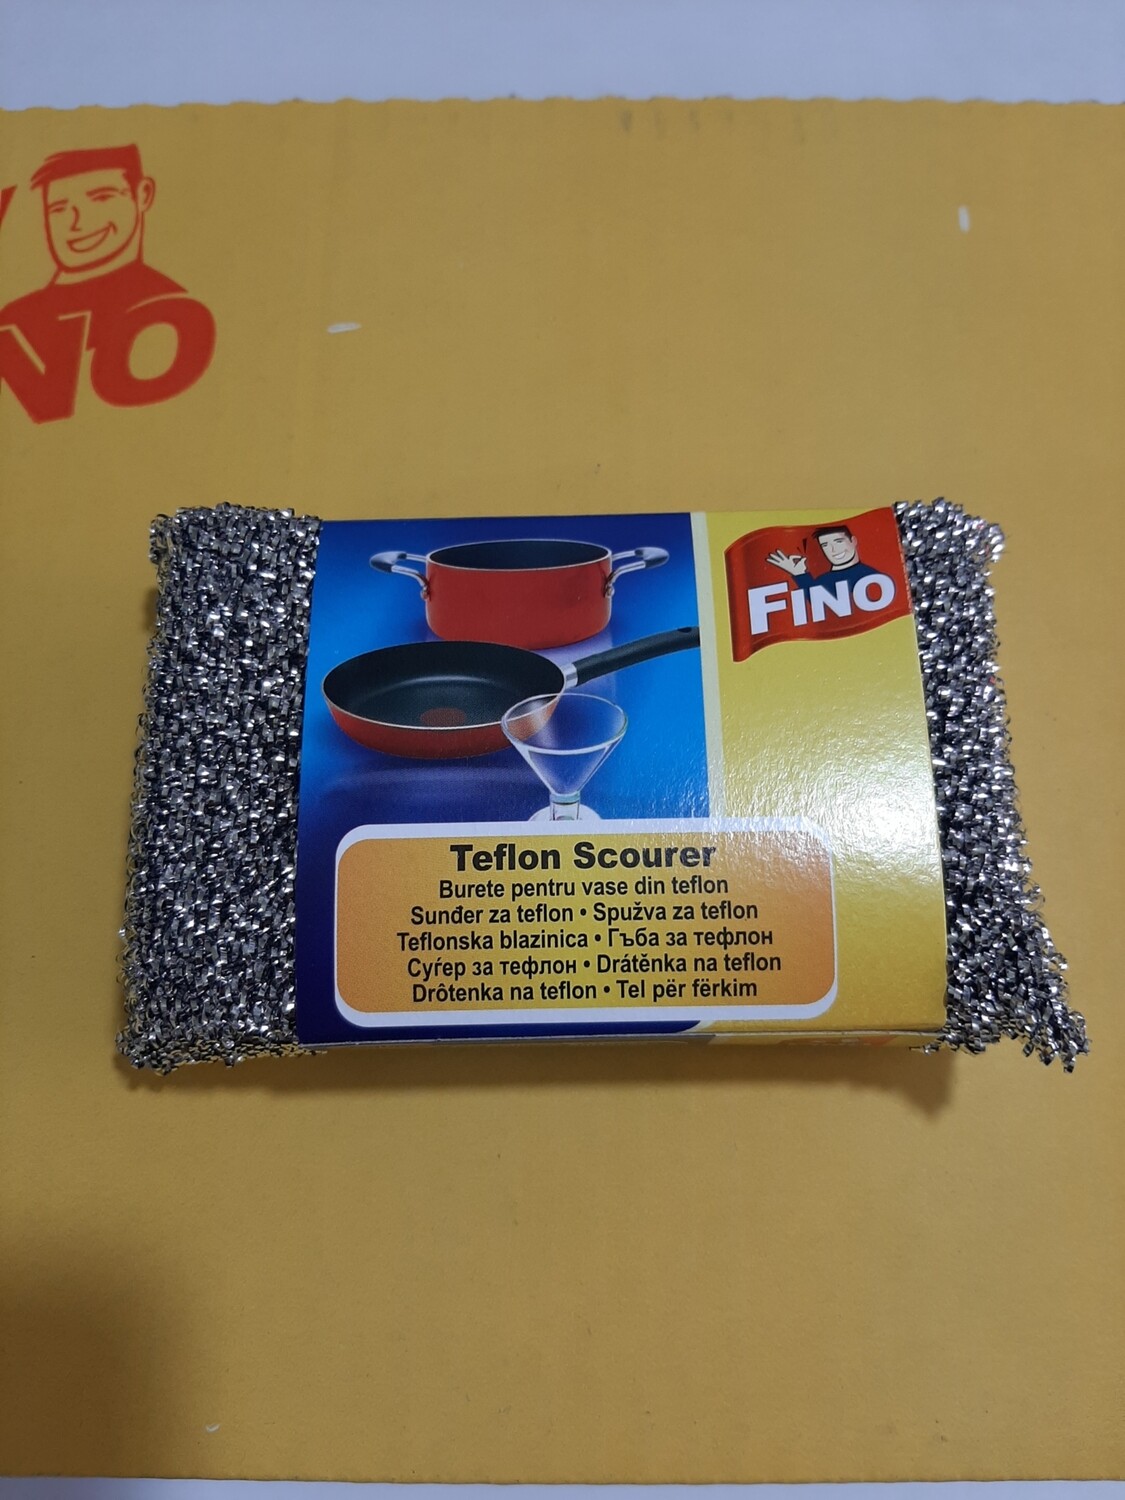 NO
FINO
Teflon Scourer
Burete pentru vase din teflon
Sunđer za teflon • Spužva za teflon
Teflonska blazinica • Гъба за тефлон
Суѓер за тефлон • Drátěnka na teflon
Drôtenka na teflon • Tel për fërkim